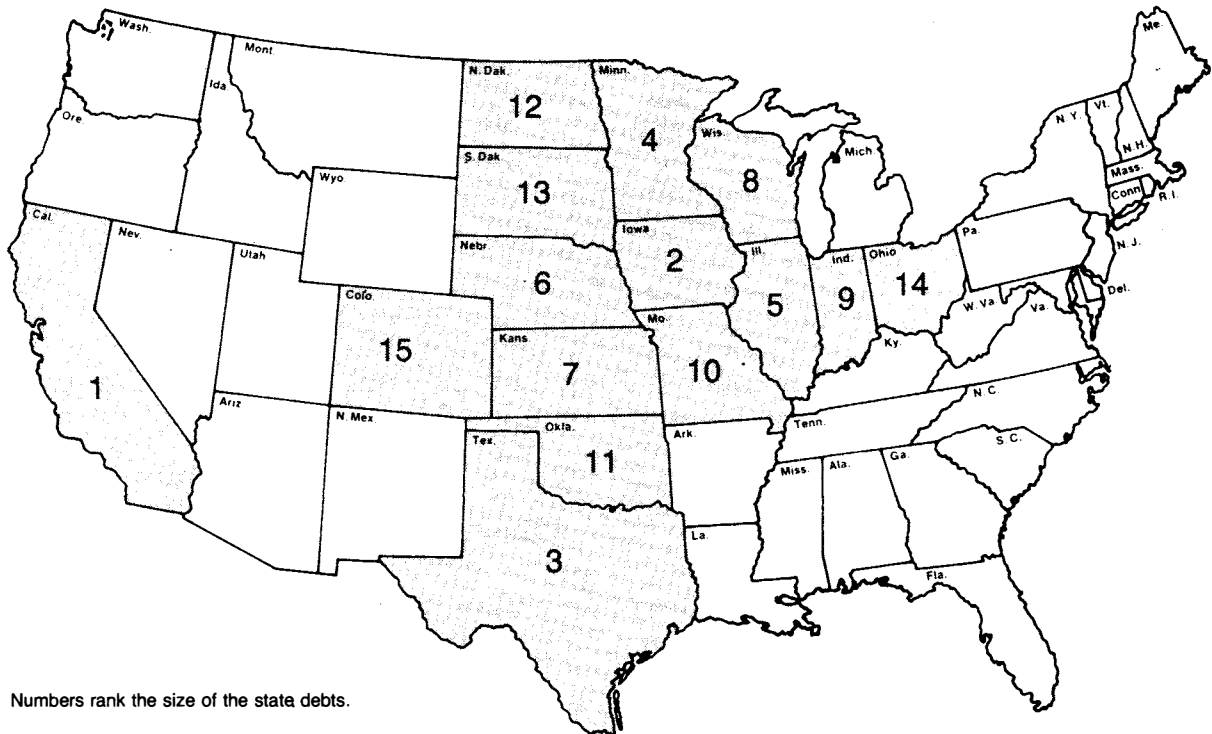 Wash.
Mont.
Ida
Ore.
N. Dak.
12
Minn.
4
Wis.
8
Mich.
Me.
N.Y.
Vt.
N.H.
Mass.
Conn
R.I.
S. Dak.
13
Wyo.
Cal.
1
Nev.
Utah
Nebr.
6
Iowa
2
Ill.
5
Ind.
9
Ohio
14
Pa.
N.J.
Del.
W. Va.
Va.
Colo.
15
Kans.
7
Mo.
10
Ky.
Ariz
N. Mex.
Okla.
11
Tex.
3
Ark.
Tenn.
N.C.
S.C.
Miss.
Ala.
Ga.
La.
Fla.
Numbers rank the size of the state debts.